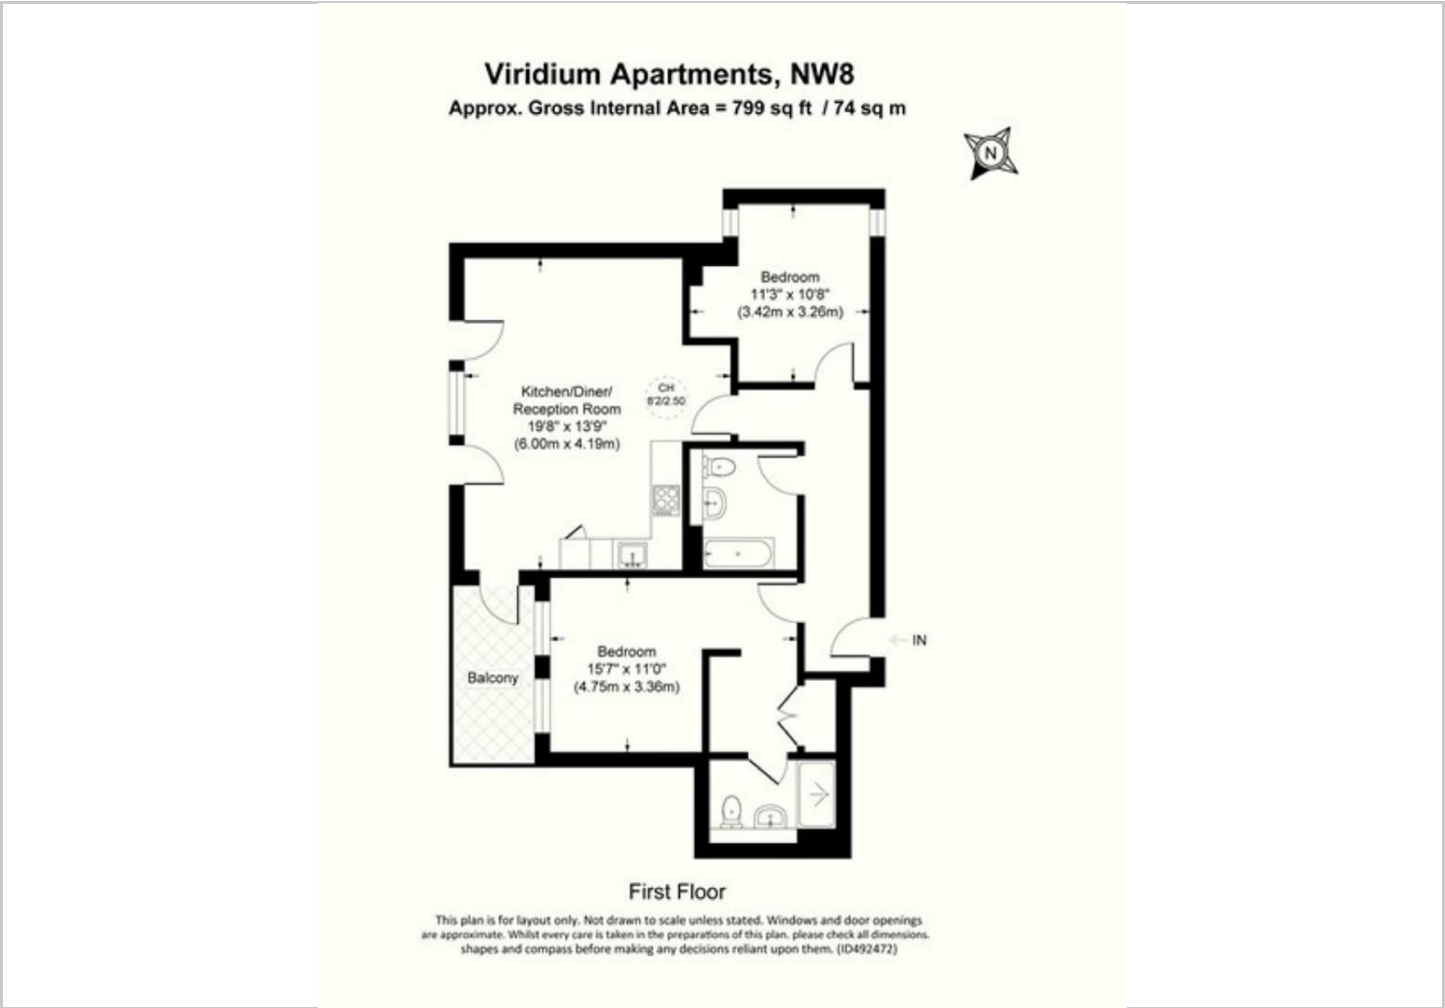 Viridium Apartments, NW8
Approx. Gross Internal Area = 799 sq ft / 74 sq m
N
Bedroom
11'3" x 10'8"
(3.42m x 3.26m)
Kitchen/Diner/
Reception Room
19'8" x 13'9"
(6.00m x 4.19m)
CH
8'2/2.50
IN
Bedroom
15'7" x 11'0"
(4.75m x 3.36m)
Balcony
First Floor
This plan is for layout only. Not drawn to scale unless stated. Windows and door openings
are approximate. Whilst every care is taken in the preparations of this plan. please check all dimensions.
shapes and compass before making any decisions reliant upon them. (ID492472)